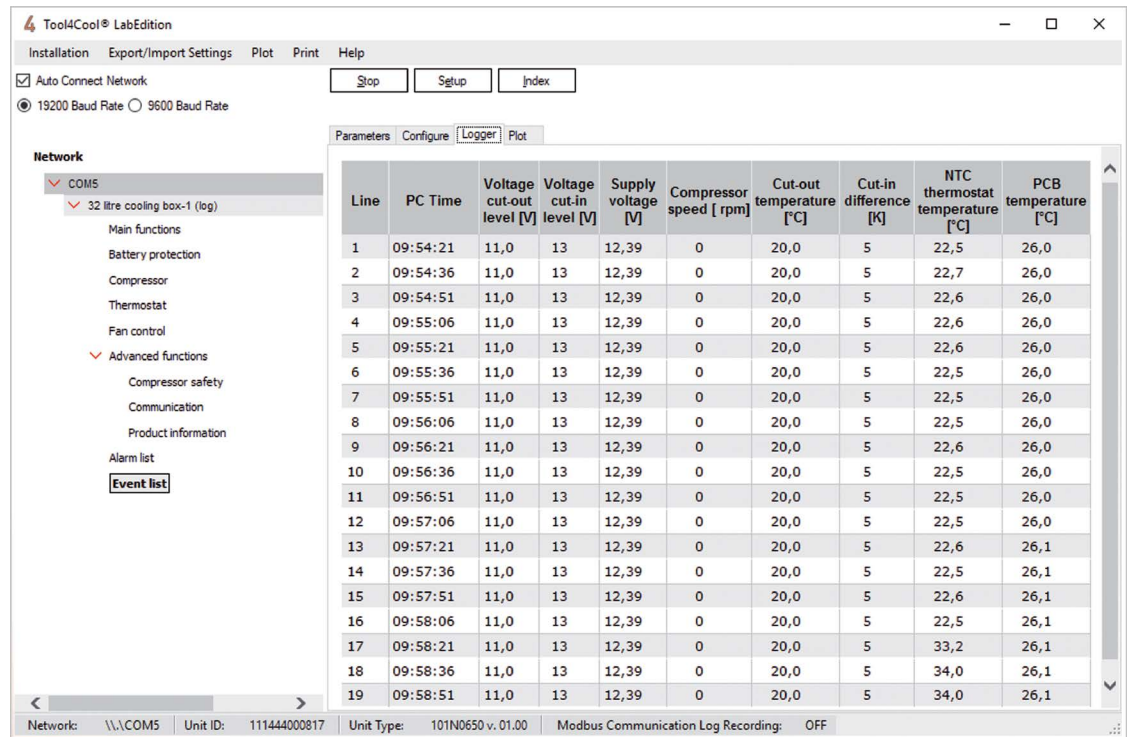 4 Tool4Cool® LabEdition
Installation Export/Import Settings Plot Print Help
Auto Connect Network
Stop Setup Index
19200 Baud Rate 9600 Baud Rate
Parameters Configure Logger Plot
Network
COM5
32 litre cooling box-1 (log)
Main functions
Battery protection
Compressor
Thermostat
Fan control
Advanced functions
Compressor safety
Communication
Product information
Alarm list
Event list
Line PC Time Voltage cut-out level [V] Voltage cut-in level [V] Supply voltage [V] Compressor speed [ rpm] Cut-out temperature [°C] Cut-in difference [K] NTC thermostat temperature [°C] PCB temperature [°C]
1 09:54:21 11,0 13 12,39 0 20,0 5 22,5 26,0
2 09:54:36 11,0 13 12,39 0 20,0 5 22,7 26,0
3 09:54:51 11,0 13 12,39 0 20,0 5 22,6 26,0
4 09:55:06 11,0 13 12,39 0 20,0 5 22,6 26,0
5 09:55:21 11,0 13 12,39 0 20,0 5 22,6 26,0
6 09:55:36 11,0 13 12,39 0 20,0 5 22,5 26,0
7 09:55:51 11,0 13 12,39 0 20,0 5 22,5 26,0
8 09:56:06 11,0 13 12,39 0 20,0 5 22,5 26,0
9 09:56:21 11,0 13 12,39 0 20,0 5 22,6 26,0
10 09:56:36 11,0 13 12,39 0 20,0 5 22,5 26,0
11 09:56:51 11,0 13 12,39 0 20,0 5 22,5 26,0
12 09:57:06 11,0 13 12,39 0 20,0 5 22,5 26,0
13 09:57:21 11,0 13 12,39 0 20,0 5 22,6 26,1
14 09:57:36 11,0 13 12,39 0 20,0 5 22,5 26,1
15 09:57:51 11,0 13 12,39 0 20,0 5 22,6 26,1
16 09:58:06 11,0 13 12,39 0 20,0 5 22,5 26,1
17 09:58:21 11,0 13 12,39 0 20,0 5 33,2 26,1
18 09:58:36 11,0 13 12,39 0 20,0 5 34,0 26,1
19 09:58:51 11,0 13 12,39 0 20,0 5 34,0 26,1
Network: \\.\COM5 Unit ID: 111444000817 Unit Type: 101N0650 v. 01.00 Modbus Communication Log Recording: OFF